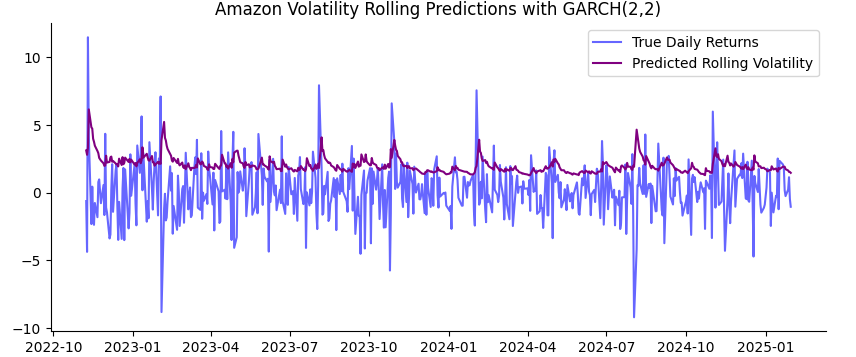 Amazon Volatility Rolling Predictions with GARCH(2,2)
True Daily Returns
Predicted Rolling Volatility
10
5
0
−5
−10
2022-10 2023-01 2023-04 2023-07 2023-10 2024-01 2024-04 2024-07 2024-10 2025-01